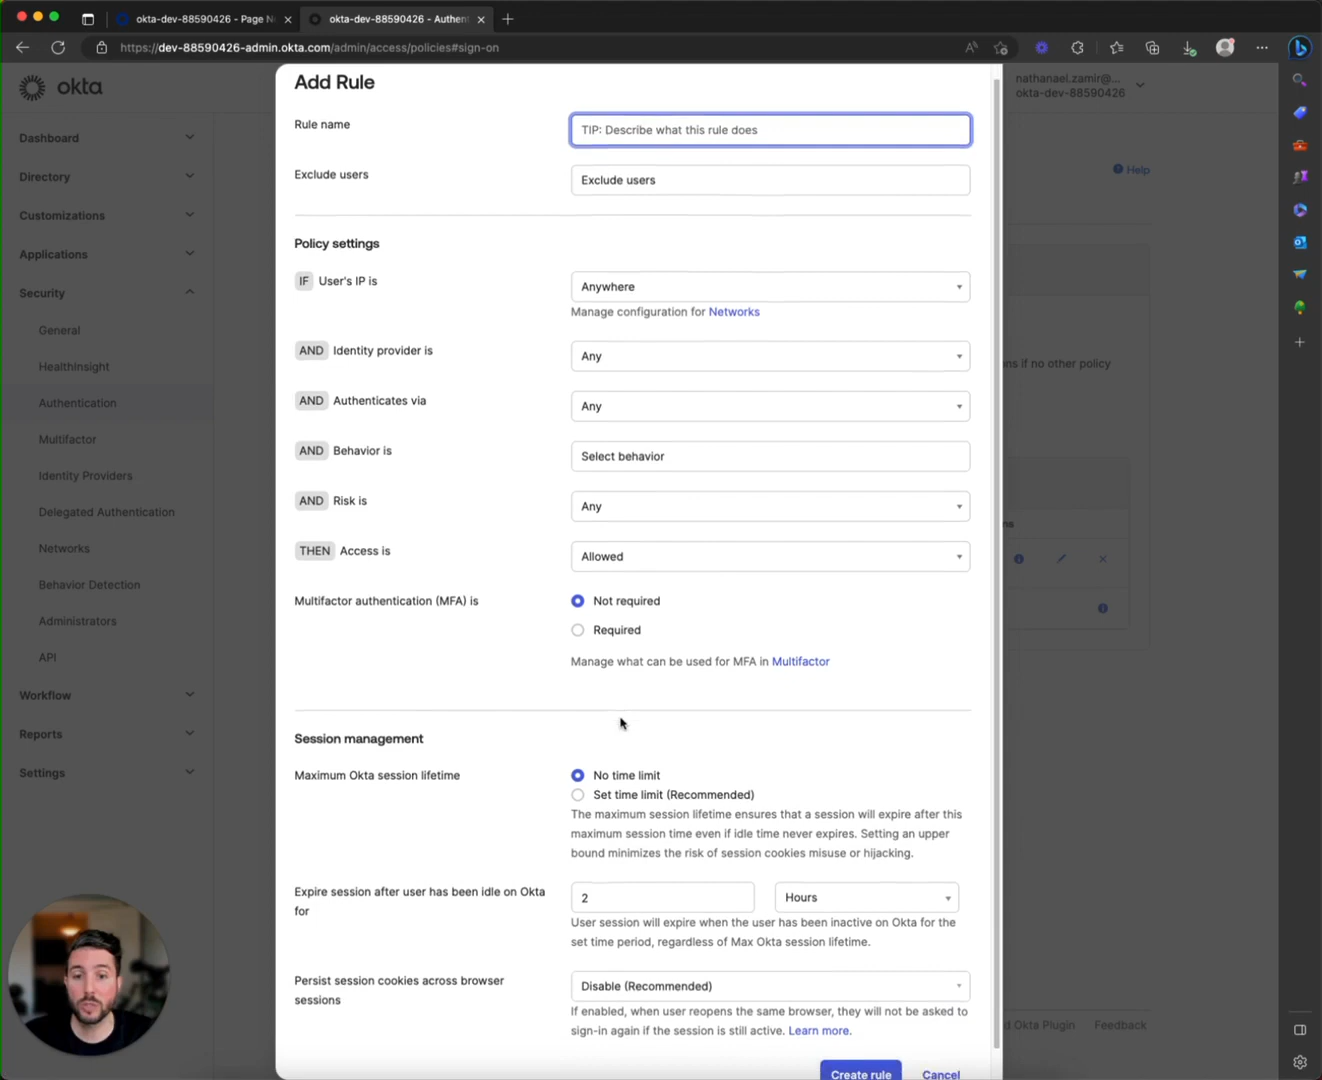 okta-dev-88590426 - Page N
okta-dev-88590426 - Authen
https://dev-88590426-admin.okta.com/admin/access/policies#sign-on
okta
nathanael.zamir@...
okta-dev-88590426
Dashboard
Directory
Customizations
Applications
Security
General
HealthInsight
Authentication
Multifactor
Identity Providers
Delegated Authentication
Networks
Behavior Detection
Administrators
API
Workflow
Reports
Settings
Help
ns if no other policy
ns
d Okta Plugin
Feedback
Add Rule
Rule name
TIP: Describe what this rule does
Exclude users
Exclude users
Policy settings
IF User's IP is
Anywhere
Manage configuration for Networks
AND Identity provider is
Any
AND Authenticates via
Any
AND Behavior is
Select behavior
AND Risk is
Any
THEN Access is
Allowed
Multifactor authentication (MFA) is
Not required
Required
Manage what can be used for MFA in Multifactor
Session management
Maximum Okta session lifetime
No time limit
Set time limit (Recommended)
The maximum session lifetime ensures that a session will expire after this
maximum session time even if idle time never expires. Setting an upper
bound minimizes the risk of session cookies misuse or hijacking.
Expire session after user has been idle on Okta
for
2
Hours
User session will expire when the user has been inactive on Okta for the
set time period, regardless of Max Okta session lifetime.
Persist session cookies across browser
sessions
Disable (Recommended)
If enabled, when user reopens the same browser, they will not be asked to
sign-in again if the session is still active. Learn more.
Create rule
Cancel